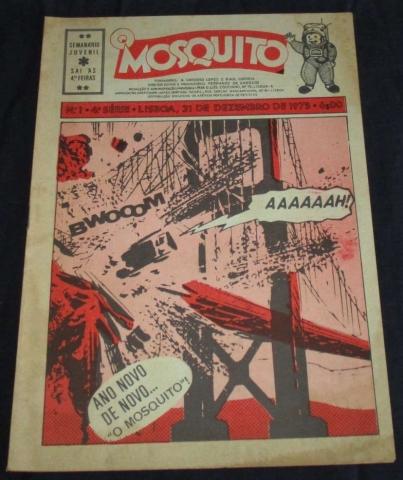 SEMANÁRIO
JUVENIL
SAI ÀS
4ªs FEIRAS
O MOSQUITO
Nº 1 • 4ª SÉRIE • LISBOA, 31 DE DEZEMBRO DE 1975 • 6$00
BWOOOM
AAAAAAH!
ANO NOVO
DE NOVO...
"O MOSQUITO"!